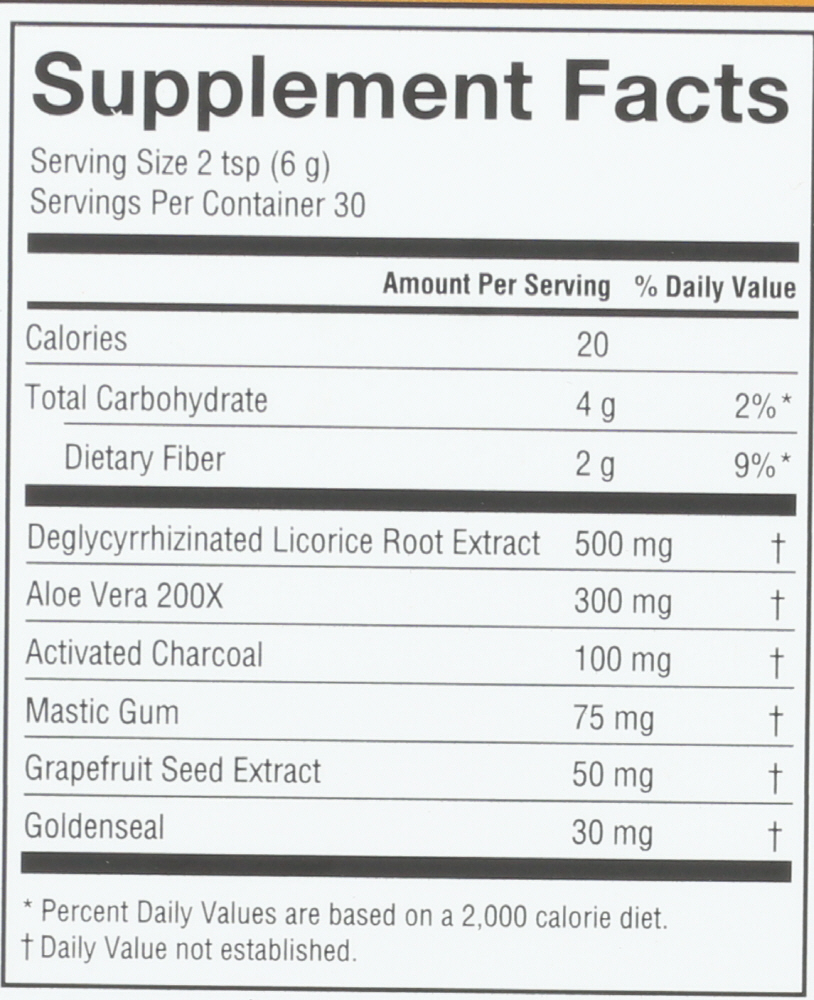 Supplement Facts
Serving Size 2 tsp (6 g)
Servings Per Container 30
Amount Per Serving % Daily Value
Calories 20
Total Carbohydrate 4 g 2%*
Dietary Fiber 2 g 9%*
Deglycyrrhizinated Licorice Root Extract 500 mg †
Aloe Vera 200X 300 mg †
Activated Charcoal 100 mg †
Mastic Gum 75 mg †
Grapefruit Seed Extract 50 mg †
Goldenseal 30 mg †
* Percent Daily Values are based on a 2,000 calorie diet.
† Daily Value not established.